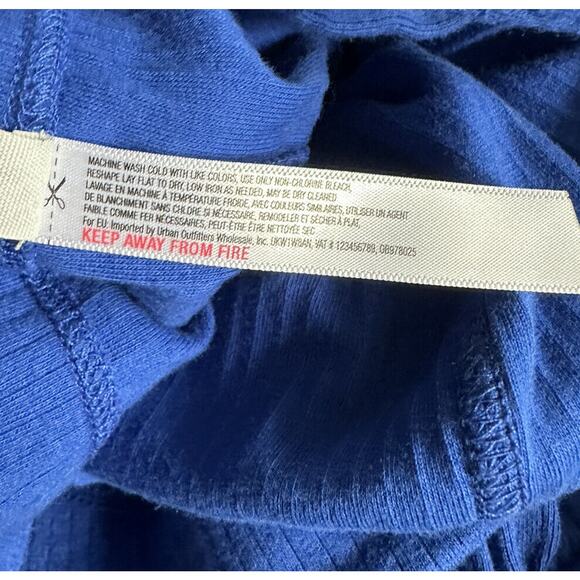 MACHINE WASH COLD WITH LIKE COLORS, USE ONLY NON-CHLORINE BLEACH,
RESHAPE LAY FLAT TO DRY, LOW IRON AS NEEDED, MAY BE DRY CLEANED
LAVAGE EN MACHINE À TEMPÉRATURE FROIDE, AVEC COULEURS SIMILAIRES, UTILISER UN AGENT
DE BLANCHIMENT SANS CHLORE SI NÉCESSAIRE, REMODELER ET SÉCHER À PLAT,
FAIBLE COMME FER NÉCESSAIRE, PEUT-ÊTRE ÊTRE NETTOYÉE SEC
For EU: Imported by Urban Outfitters Wholesale, Inc. UKW1W9AN, VAT # 123456789, GB978025
KEEP AWAY FROM FIRE